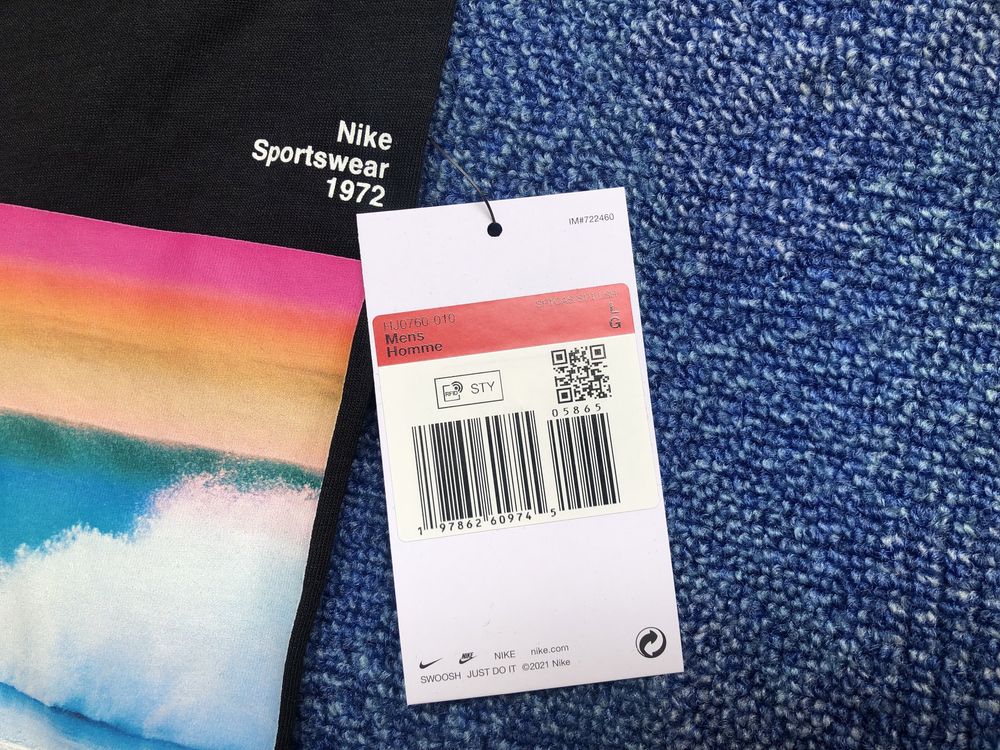 Nike
Sportswear
1972
IM#722460
HJ0760-010
Mens
Homme
L
G
RFID
STY
05865
1 97862 60974 5
NIKE nike.com
SWOOSH JUST DO IT ©2021 Nike